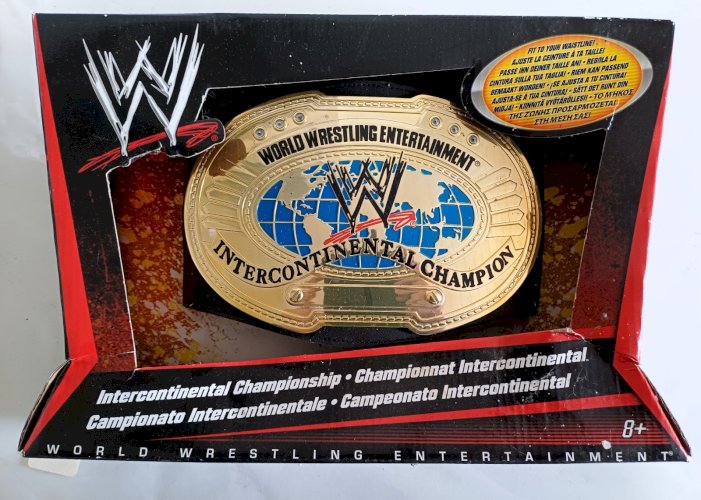 W
FIT TO YOUR WAISTLINE!
AJUSTE LA CEINTURE À TA TAILLE!
PASSE IHN DEINER TAILLE AN! • REGOLA LA
CINTURA SULLA TUA TAGLIA! • RIEM KAN PASSEND
GEMAAKT WORDEN! • ¡SE AJUSTA A TU CINTURA!
AJUSTA-SE À TUA CINTURA! • SÄTT DET RUNT DIN
MIDJA! • KIINNITÄ VYÖTÄRÖLLESI! • ΤΟ ΜΗΚΟΣ
ΤΗΣ ΖΩΝΗΣ ΠΡΟΣΑΡΜΟΖΕΤΑΙ
ΣΤΗ ΜΕΣΗ ΣΑΣ!
WORLD WRESTLING ENTERTAINMENT®
W
INTERCONTINENTAL CHAMPION
Intercontinental Championship • Championnat Intercontinental
Campionato Intercontinentale • Campeonato Intercontinental
8+
WORLD WRESTLING ENTERTAINMENT®